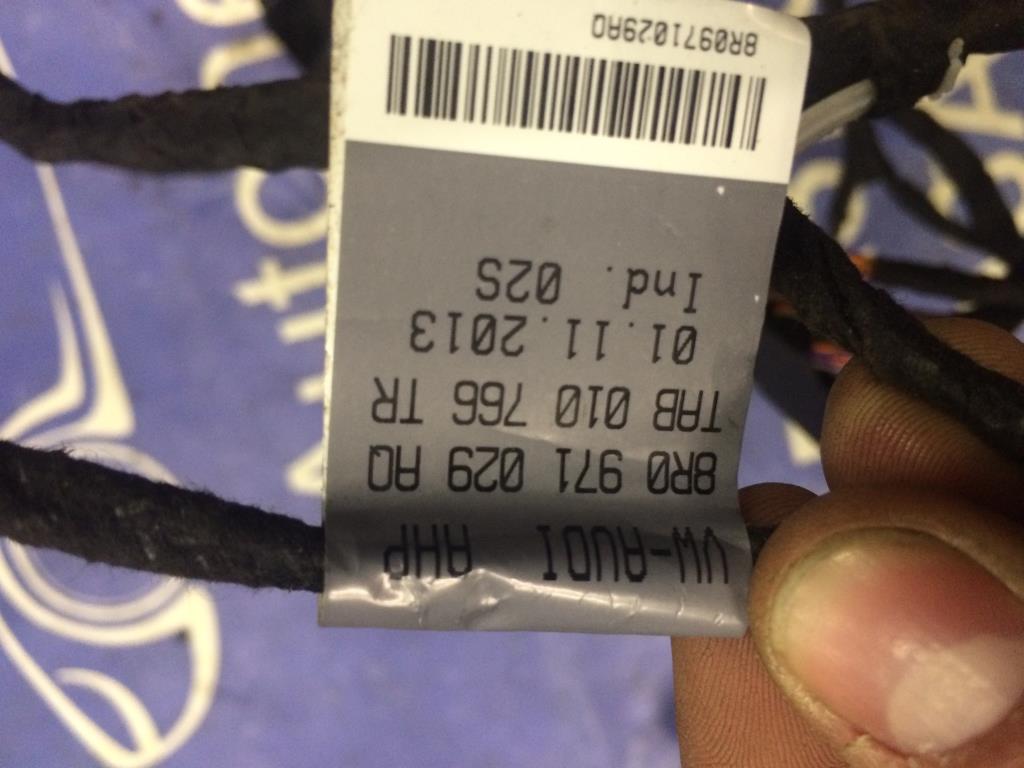 VW-AUDI AHP
8R0 971 029 AQ
TAB 010 766 TR
01.11.2013
Ind. 02S
8R0971029AQ